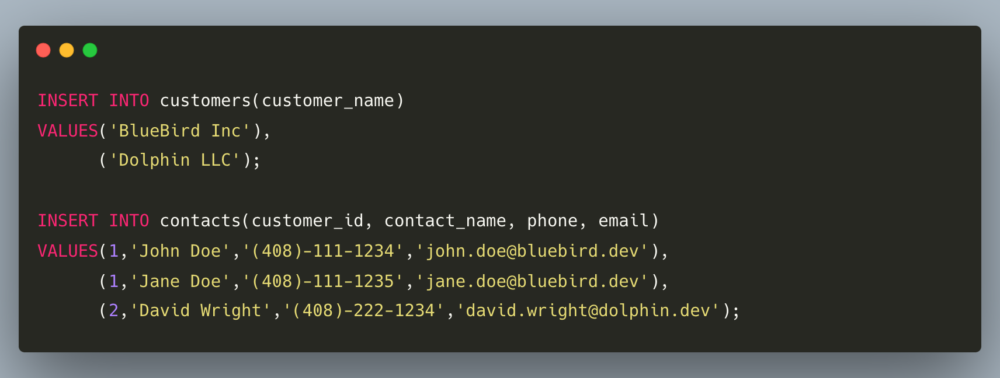 INSERT INTO customers(customer_name)
VALUES('BlueBird Inc'),
      ('Dolphin LLC');

INSERT INTO contacts(customer_id, contact_name, phone, email)
VALUES(1,'John Doe','(408)-111-1234','john.doe@bluebird.dev'),
      (1,'Jane Doe','(408)-111-1235','jane.doe@bluebird.dev'),
      (2,'David Wright','(408)-222-1234','david.wright@dolphin.dev');